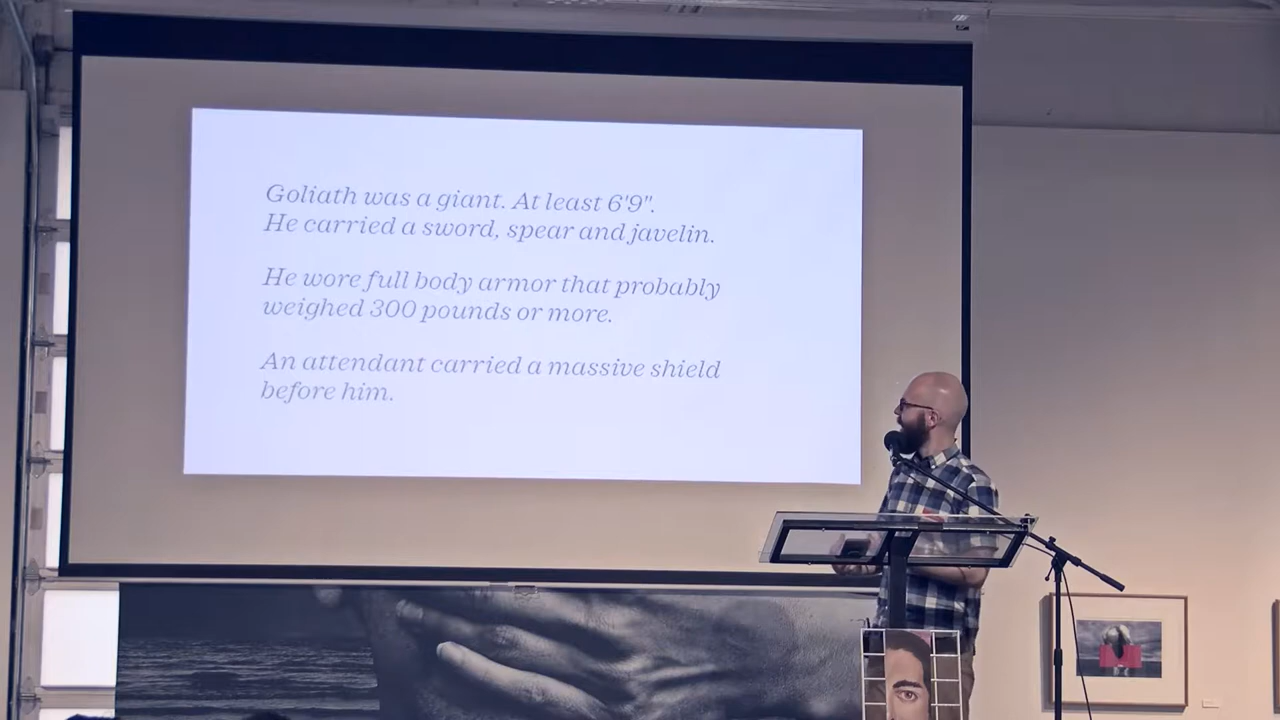 Goliath was a giant. At least 6'9".
He carried a sword, spear and javelin.
He wore full body armor that probably
weighed 300 pounds or more.
An attendant carried a massive shield
before him.